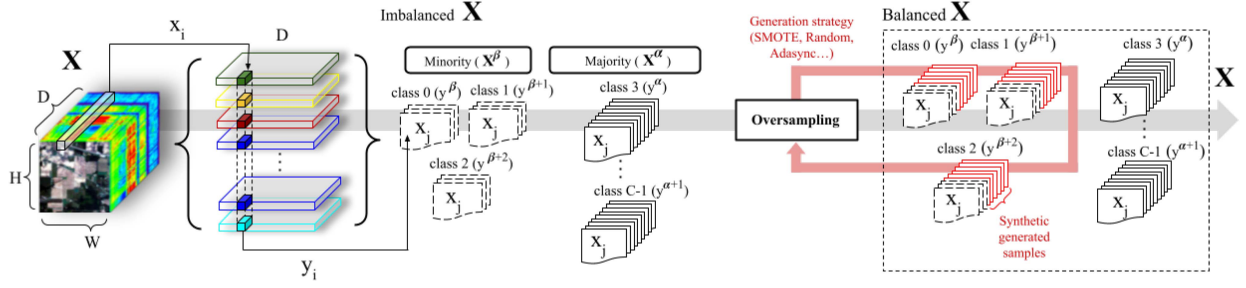 X
D
H
W
x_i
D
y_i
Imbalanced X
Minority ( X^β )
Majority ( X^α )
class 0 (y^β)
class 1 (y^{β+1})
X_j
X_j
class 2 (y^{β+2})
X_j
class 3 (y^α)
X_j
class C-1 (y^{α+1})
X_j
Generation strategy
(SMOTE, Random,
Adasync...)
Oversampling
Balanced X
class 0 (y^β)
class 1 (y^{β+1})
X_j
X_j
class 2 (y^{β+2})
X_j
Synthetic
generated
samples
class 3 (y^α)
X_j
class C-1 (y^{α+1})
X_j
X